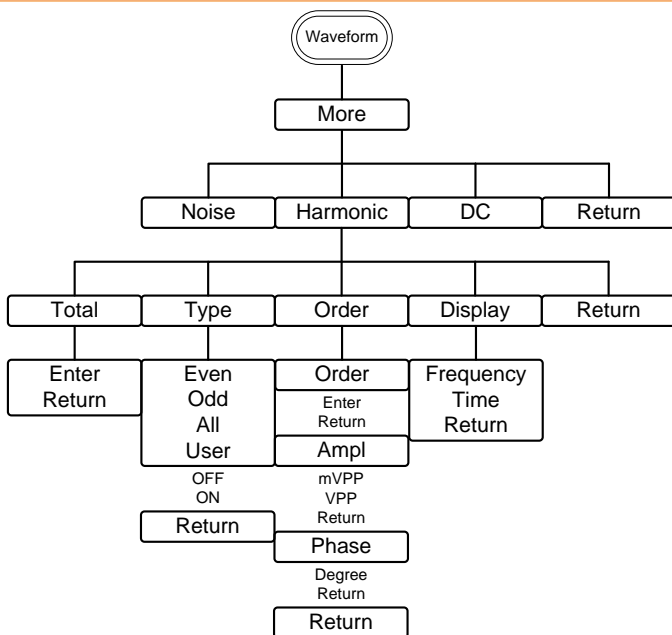 Waveform
More
Noise Harmonic DC Return
Total Type Order Display Return
Enter
Return
Even
Odd
All
User
OFF
ON
Return
Order
Enter
Return
Ampl
mVPP
VPP
Return
Phase
Degree
Return
Return
Frequency
Time
Return